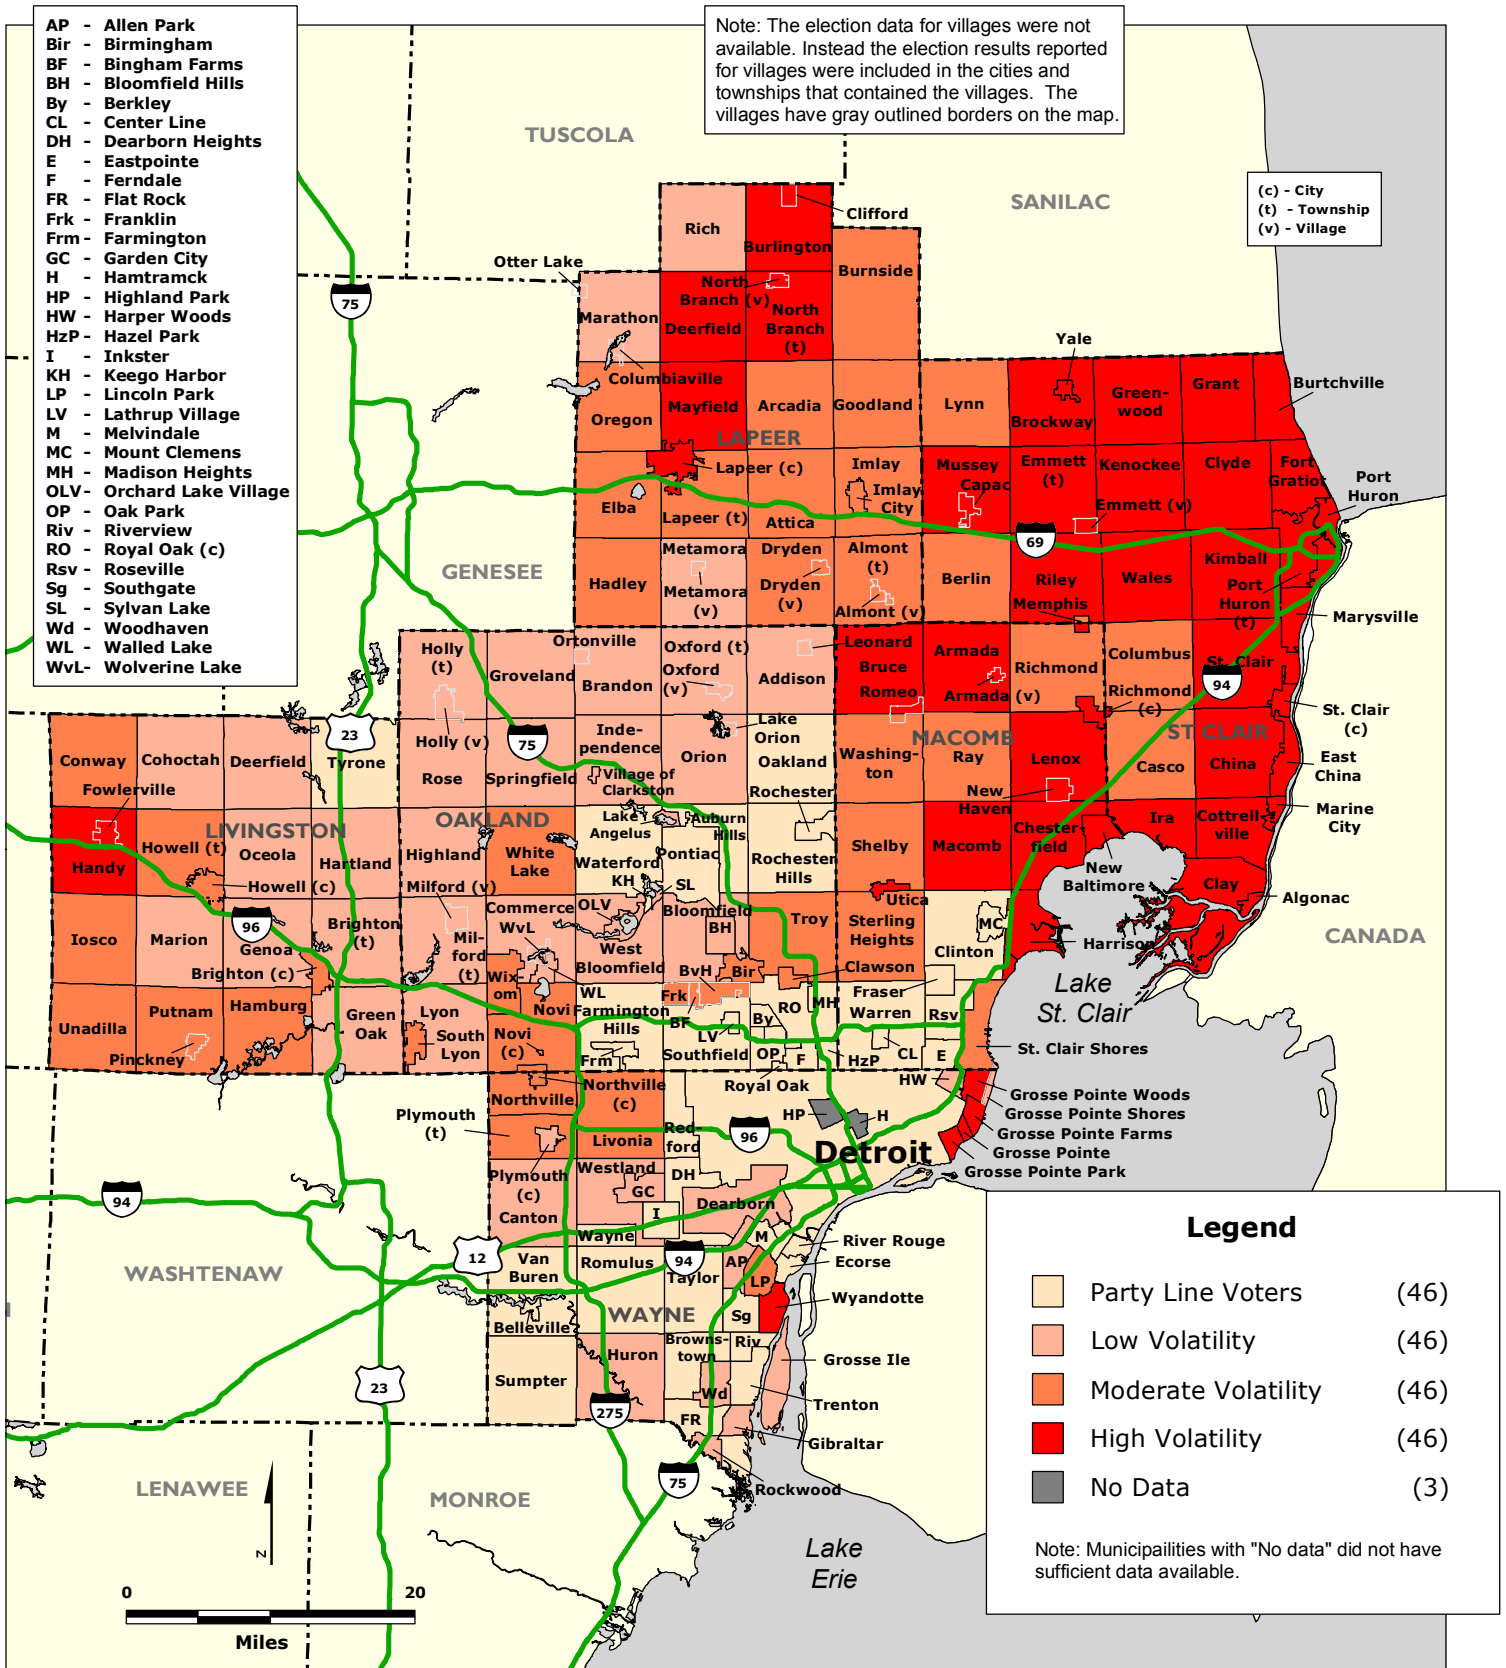 AP - Allen Park
Bir - Birmingham
BF - Bingham Farms
BH - Bloomfield Hills
By - Berkley
CL - Center Line
DH - Dearborn Heights
E - Eastpointe
F - Ferndale
FR - Flat Rock
Frk - Franklin
Frm - Farmington
GC - Garden City
H - Hamtramck
HP - Highland Park
HW - Harper Woods
HzP - Hazel Park
I - Inkster
KH - Keego Harbor
LP - Lincoln Park
LV - Lathrup Village
M - Melvindale
MC - Mount Clemens
MH - Madison Heights
OLV - Orchard Lake Village
OP - Oak Park
Riv - Riverview
RO - Royal Oak (c)
Rsv - Roseville
Sg - Southgate
SL - Sylvan Lake
Wd - Woodhaven
WL - Walled Lake
WvL - Wolverine Lake
Note: The election data for villages were not
available. Instead the election results reported
for villages were included in the cities and
townships that contained the villages. The
villages have gray outlined borders on the map.
(c) - City
(t) - Township
(v) - Village
TUSCOLA
SANILAC
Clifford
Rich
Burlington
Burnside
Otter Lake
75
North
Branch (v)
Marathon
Deerfield
North
Branch
(t)
Yale
Columbiaville
Oregon
Mayfield
Arcadia
Goodland
Lynn
Brockway
Green-
wood
Grant
Burtchville
LAPEER
Lapeer (c)
Imlay
Imlay
City
Mussey
Capac
Emmett
(t)
Kenockee
Clyde
Fort
Gratiot
Port
Huron
Elba
Lapeer (t)
Attica
Emmett (v)
69
GENESEE
Hadley
Metamora
Metamora
(v)
Dryden
Dryden
(v)
Almont
(t)
Almont (v)
Berlin
Riley
Memphis
Wales
Kimball
Port
Huron
(t)
Marysville
Holly
(t)
Groveland
Ortonville
Brandon
Oxford (t)
Oxford
(v)
Addison
Leonard
Bruce
Romeo
Armada
Armada (v)
Richmond
Columbus
Richmond
(c)
St. Clair
94
St. Clair
(c)
23
Holly (v)
75
Inde-
pendence
Orion
Lake
Orion
Oakland
Washing-
ton
MACOMB
Ray
Lenox
New
Haven
ST CLAIR
Casco
China
East
China
Conway
Cohoctah
Deerfield
Tyrone
Rose
Springfield
Village of
Clarkston
Rochester
Fowlerville
LIVINGSTON
OAKLAND
Lake
Angelus
Auburn
Hills
Marine
City
Handy
Howell (t)
Oceola
Hartland
Highland
White
Lake
Waterford
Pontiac
Rochester
Hills
Shelby
Macomb
Chester-
field
Ira
Cottrell-
ville
Howell (c)
Milford (v)
KH
SL
New
Baltimore
Clay
Algonac
Utica
Iosco
Marion
96
Genoa
Brighton
(t)
Brighton (c)
Commerce
WvL
Mil-
ford
(t)
OLV
Bloomfield
BH
West
Bloomfield
Troy
Sterling
Heights
MC
Clinton
Harrison
CANADA
Wix-
om
BvH
Bir
Clawson
Lake
St. Clair
Unadilla
Putnam
Hamburg
Green
Oak
Lyon
South
Lyon
Novi
Novi
(c)
WL
Farmington
Hills
Frk
BF
LV
By
RO
MH
Fraser
Warren
Rsv
Pinckney
Frm
Southfield
OP
F
HzP
CL
E
St. Clair Shores
Royal Oak
HW
Northville
Northville
(c)
Grosse Pointe Woods
Grosse Pointe Shores
Grosse Pointe Farms
Grosse Pointe
Grosse Pointe Park
Plymouth
(t)
HP
H
Livonia
Red-
ford
96
Detroit
Plymouth
(c)
Westland
DH
GC
94
Canton
I
Dearborn
Wayne
M
River Rouge
Ecorse
WASHTENAW
12
Van
Buren
Romulus
94
Taylor
AP
LP
Wyandotte
WAYNE
Sg
Belleville
Browns-
town
Riv
Huron
Grosse Ile
23
Sumpter
Wd
Trenton
275
FR
Gibraltar
75
Rockwood
LENAWEE
MONROE
Lake
Erie
N
0 20
Miles
Legend
Party Line Voters (46)
Low Volatility (46)
Moderate Volatility (46)
High Volatility (46)
No Data (3)
Note: Municipailities with "No data" did not have
sufficient data available.